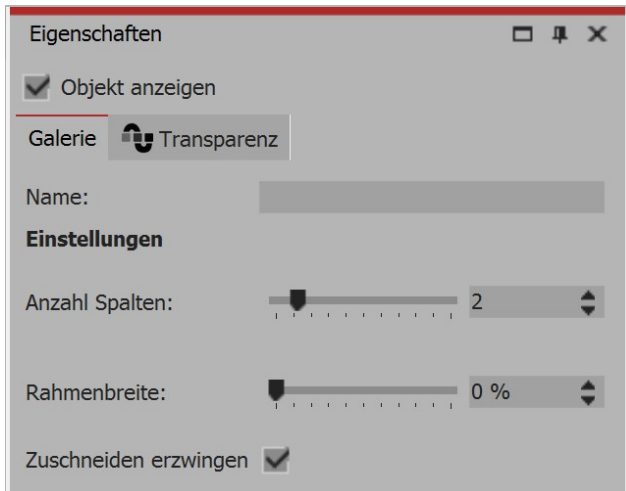 Eigenschaften
Objekt anzeigen
Galerie Transparenz
Name:
Einstellungen
Anzahl Spalten: 2
Rahmenbreite: 0 %
Zuschneiden erzwingen